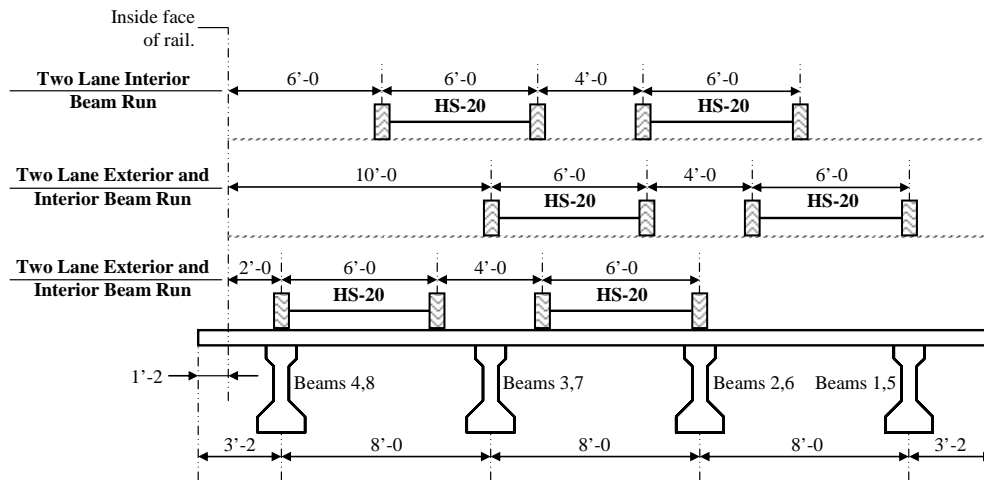 Inside face
of rail.
Two Lane Interior
Beam Run
6’-0 6’-0 4’-0 6’-0
HS-20 HS-20
Two Lane Exterior and
Interior Beam Run
10’-0 6’-0 4’-0 6’-0
HS-20 HS-20
Two Lane Exterior and
Interior Beam Run
2’-0 6’-0 4’-0 6’-0
HS-20 HS-20
1’-2
Beams 4,8 Beams 3,7 Beams 2,6 Beams 1,5
3’-2 8’-0 8’-0 8’-0 3’-2